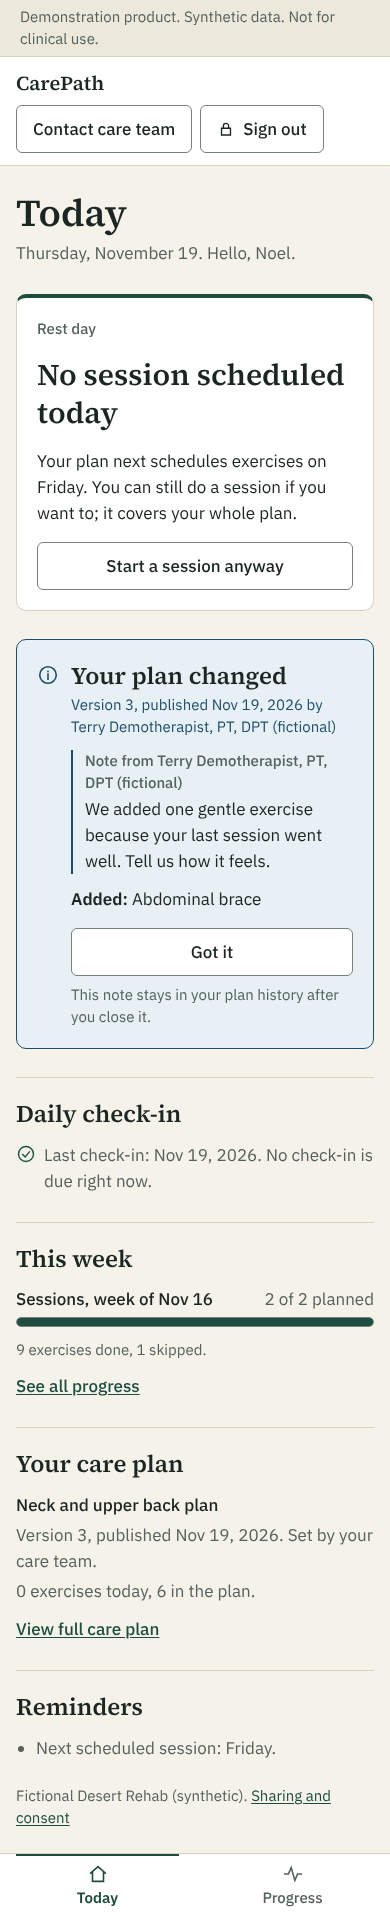 Demonstration product. Synthetic data. Not for
clinical use.
CarePath
Contact care team
Sign out
Today
Thursday, November 19. Hello, Noel.
Rest day
No session scheduled
today
Your plan next schedules exercises on
Friday. You can still do a session if you
want to; it covers your whole plan.
Start a session anyway
Your plan changed
Version 3, published Nov 19, 2026 by
Terry Demotherapist, PT, DPT (fictional)
Note from Terry Demotherapist, PT,
DPT (fictional)
We added one gentle exercise
because your last session went
well. Tell us how it feels.
Added: Abdominal brace
Got it
This note stays in your plan history after
you close it.
Daily check-in
Last check-in: Nov 19, 2026. No check-in is
due right now.
This week
Sessions, week of Nov 16 2 of 2 planned
9 exercises done, 1 skipped.
See all progress
Your care plan
Neck and upper back plan
Version 3, published Nov 19, 2026. Set by your
care team.
0 exercises today, 6 in the plan.
View full care plan
Reminders
• Next scheduled session: Friday.
Fictional Desert Rehab (synthetic). Sharing and
consent
Today
Progress